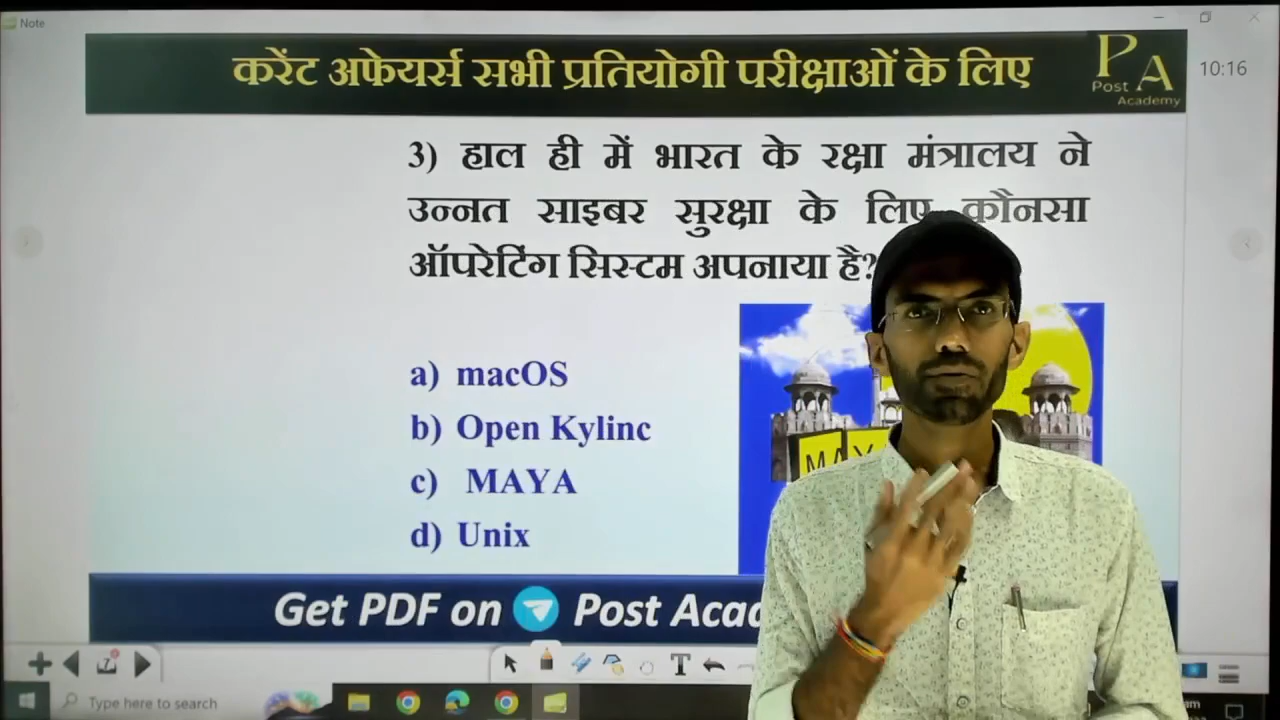 Note
करेंट अफेयर्स सभी प्रतियोगी परीक्षाओं के लिए
PA
Post
Academy
10:16
3) हाल ही में भारत के रक्षा मंत्रालय ने
उन्नत साइबर सुरक्षा के लिए कौनसा
ऑपरेटिंग सिस्टम अपनाया है?
a) macOS
b) Open Kylinc
c) MAYA
d) Unix
Get PDF on Post
Type here to search